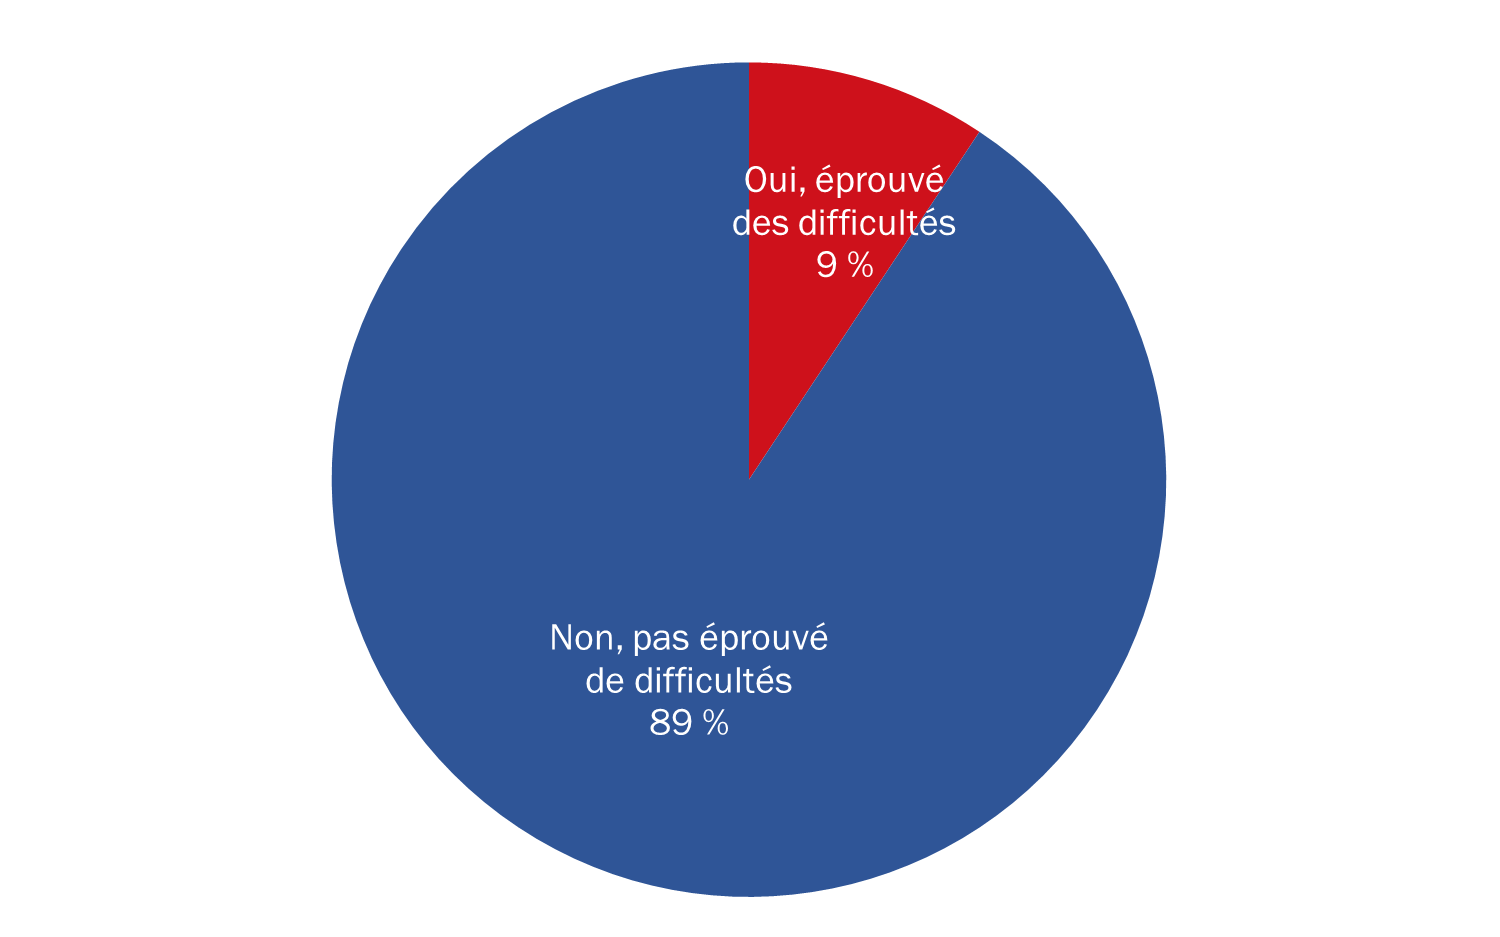 Oui, éprouvé
des difficultés
9 %
Non, pas éprouvé
de difficultés
89 %